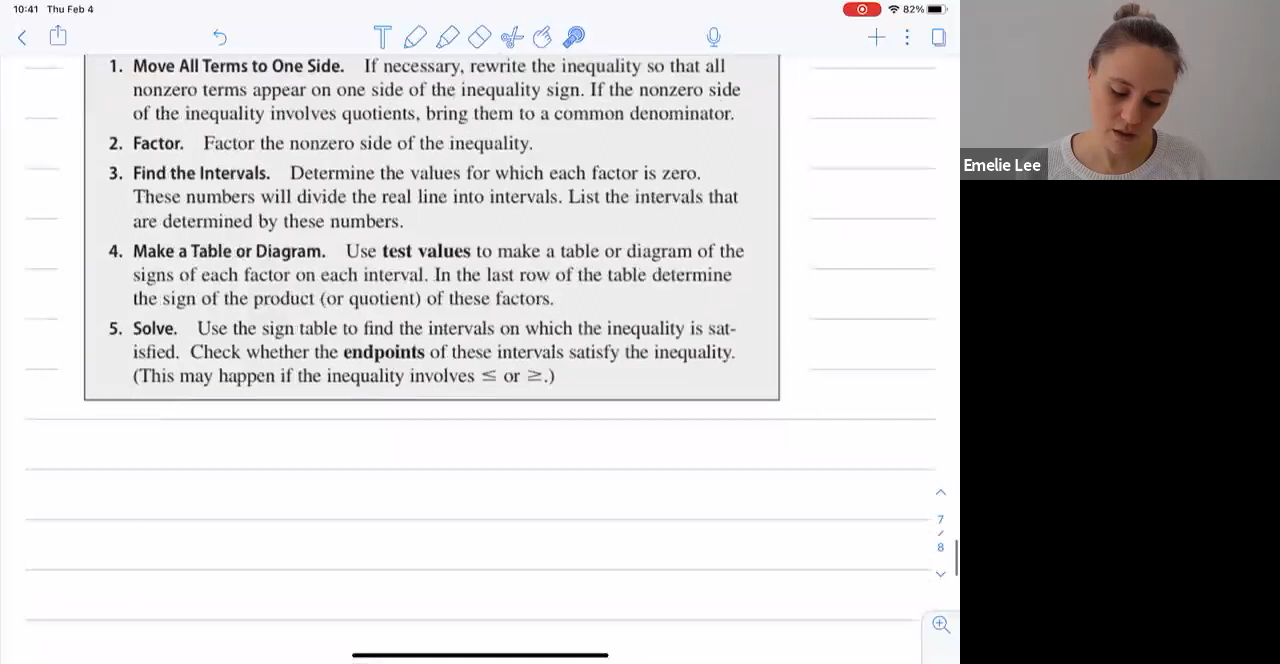 10:41 Thu Feb 4
82%
1. Move All Terms to One Side. If necessary, rewrite the inequality so that all
nonzero terms appear on one side of the inequality sign. If the nonzero side
of the inequality involves quotients, bring them to a common denominator.
2. Factor. Factor the nonzero side of the inequality.
3. Find the Intervals. Determine the values for which each factor is zero.
These numbers will divide the real line into intervals. List the intervals that
are determined by these numbers.
4. Make a Table or Diagram. Use test values to make a table or diagram of the
signs of each factor on each interval. In the last row of the table determine
the sign of the product (or quotient) of these factors.
5. Solve. Use the sign table to find the intervals on which the inequality is sat-
isfied. Check whether the endpoints of these intervals satisfy the inequality.
(This may happen if the inequality involves ≤ or ≥.)
7
/
8
Emelie Lee